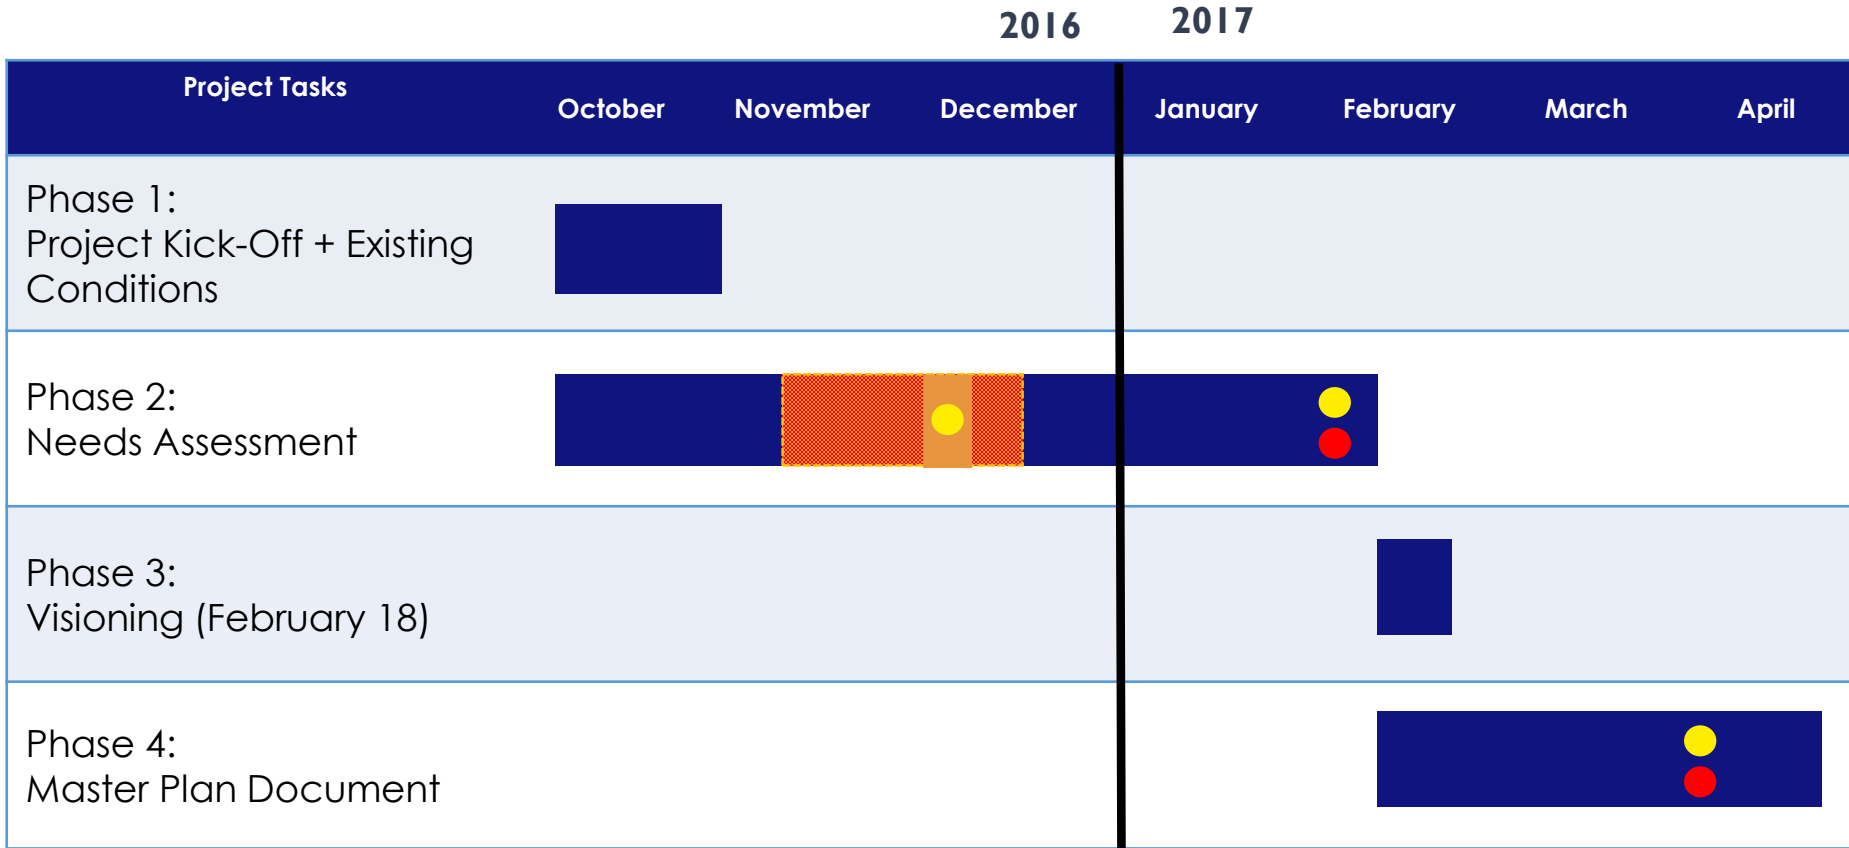 2016 2017
Project Tasks October November December January February March April
Phase 1:
Project Kick-Off + Existing
Conditions
Phase 2:
Needs Assessment
Phase 3:
Visioning (February 18)
Phase 4:
Master Plan Document